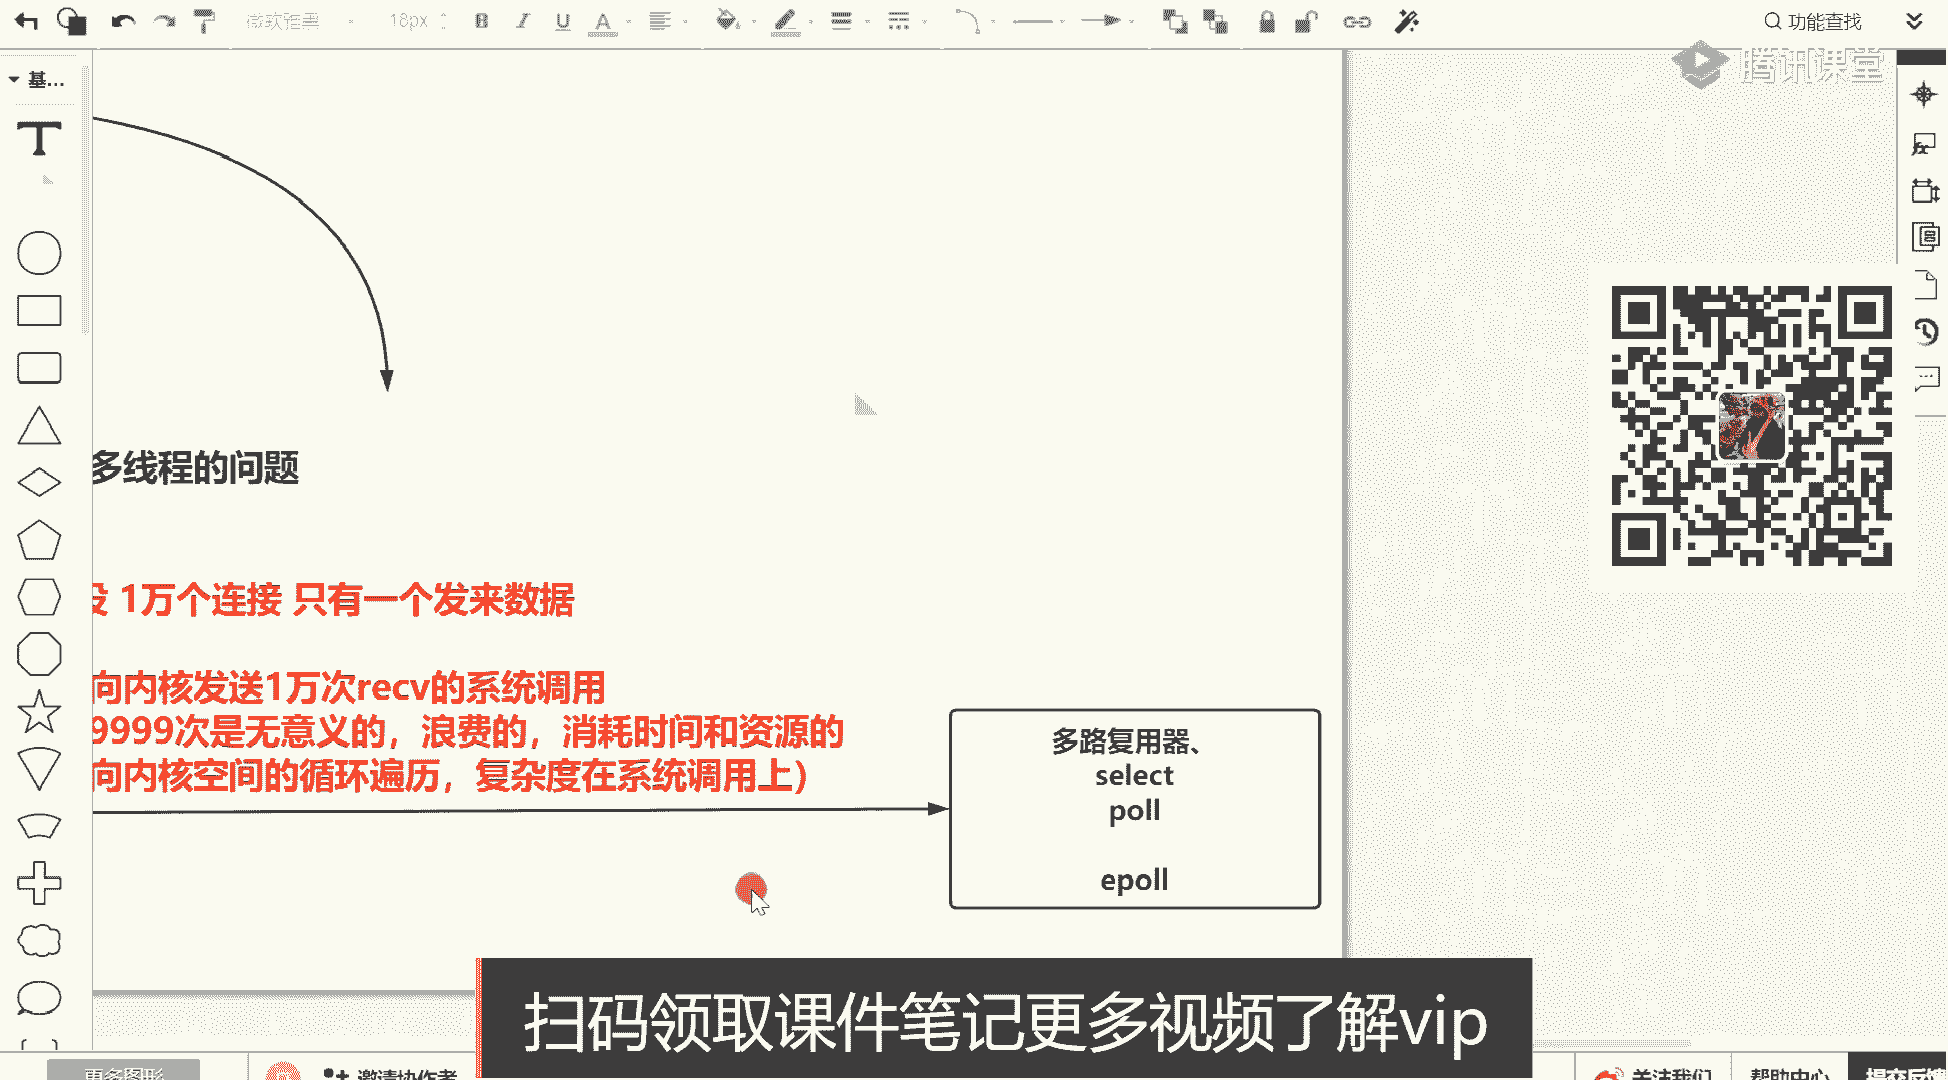 微软雅黑
18px
B
I
U
A
功能查找
腾讯课堂
基...
T
多线程的问题
设 1万个连接 只有一个发来数据
向内核发送1万次recv的系统调用
9999次是无意义的，浪费的，消耗时间和资源的
向内核空间的循环遍历，复杂度在系统调用上）
多路复用器、
select
poll
epoll
扫码领取课件笔记更多视频了解vip
更多图形
邀请协作者
关注我们
帮助中心
提交反馈